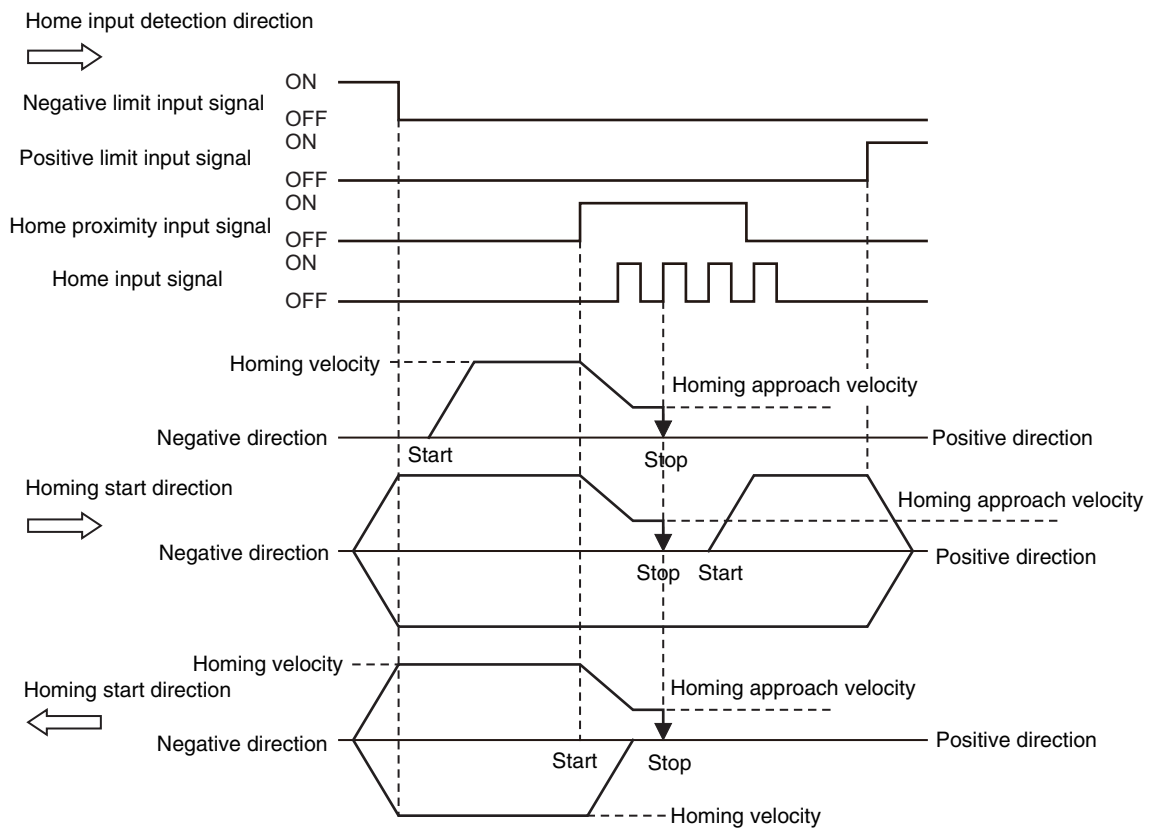 Home input detection direction
ON
Negative limit input signal
OFF
ON
Positive limit input signal
OFF
ON
Home proximity input signal
OFF
ON
Home input signal
OFF
Homing velocity
Homing approach velocity
Negative direction
Positive direction
Start
Stop
Homing start direction
Homing approach velocity
Negative direction
Positive direction
Stop
Start
Homing velocity
Homing start direction
Homing approach velocity
Negative direction
Positive direction
Start
Stop
Homing velocity